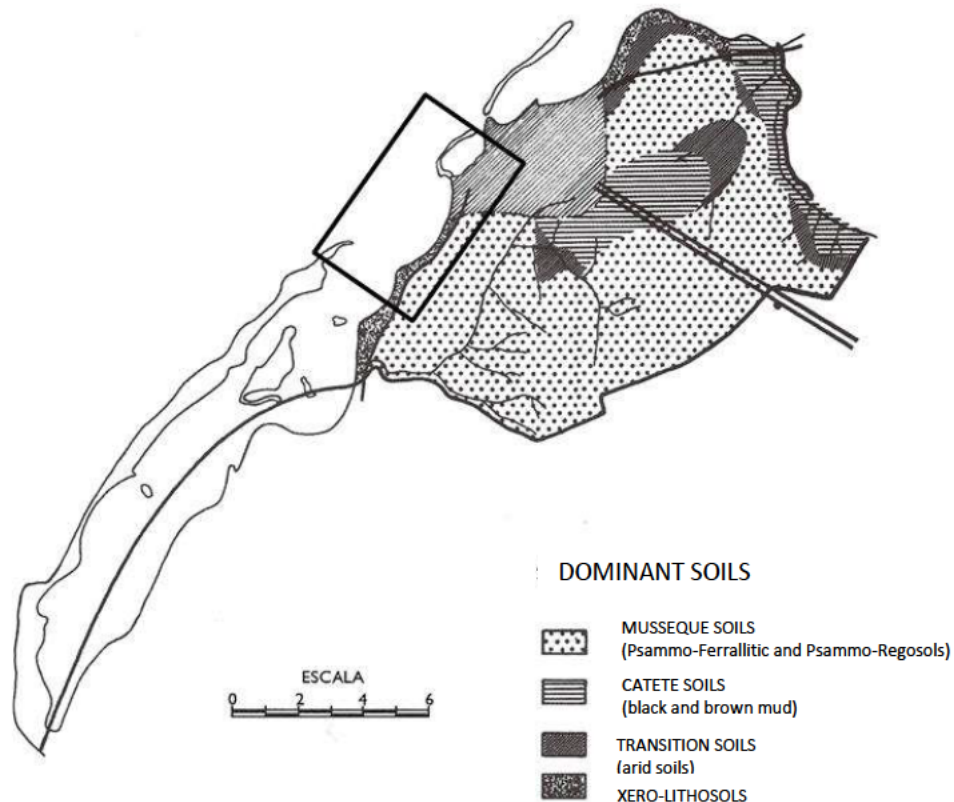 ESCALA
0 2 4 6
DOMINANT SOILS
MUSSEQUE SOILS
(Psammo-Ferrallitic and Psammo-Regosols)
CATETE SOILS
(black and brown mud)
TRANSITION SOILS
(arid soils)
XERO-LITHOSOLS